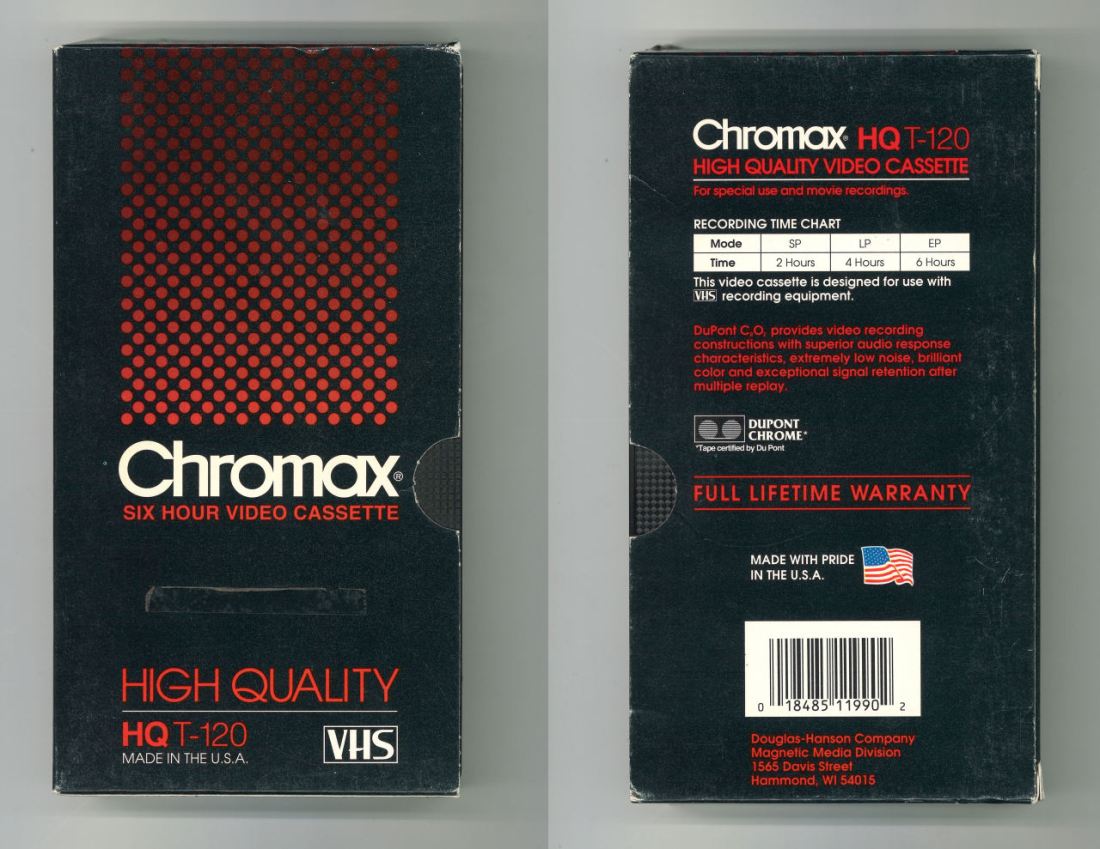 Chromax®
SIX HOUR VIDEO CASSETTE
HIGH QUALITY
HQ T-120
MADE IN THE U.S.A.
VHS
Chromax® HQ T-120
HIGH QUALITY VIDEO CASSETTE
For special use and movie recordings.
RECORDING TIME CHART
Mode SP LP EP
Time 2 Hours 4 Hours 6 Hours
This video cassette is designed for use with
VHS recording equipment.
DuPont C₂O, provides video recording
constructions with superior audio response
characteristics, extremely low noise, brilliant
color and exceptional signal retention after
multiple replay.
DUPONT
CHROME*
*Tape certified by Du Pont
FULL LIFETIME WARRANTY
MADE WITH PRIDE
IN THE U.S.A.
0 18485 11990 2
Douglas-Hanson Company
Magnetic Media Division
1565 Davis Street
Hammond, WI 54015